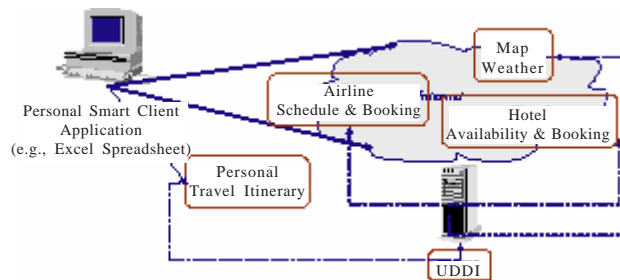 Map
Weather
Airline
Schedule & Booking
Hotel
Availability & Booking
Personal Smart Client
Application
(e.g., Excel Spreadsheet)
Personal
Travel Itinerary
UDDI